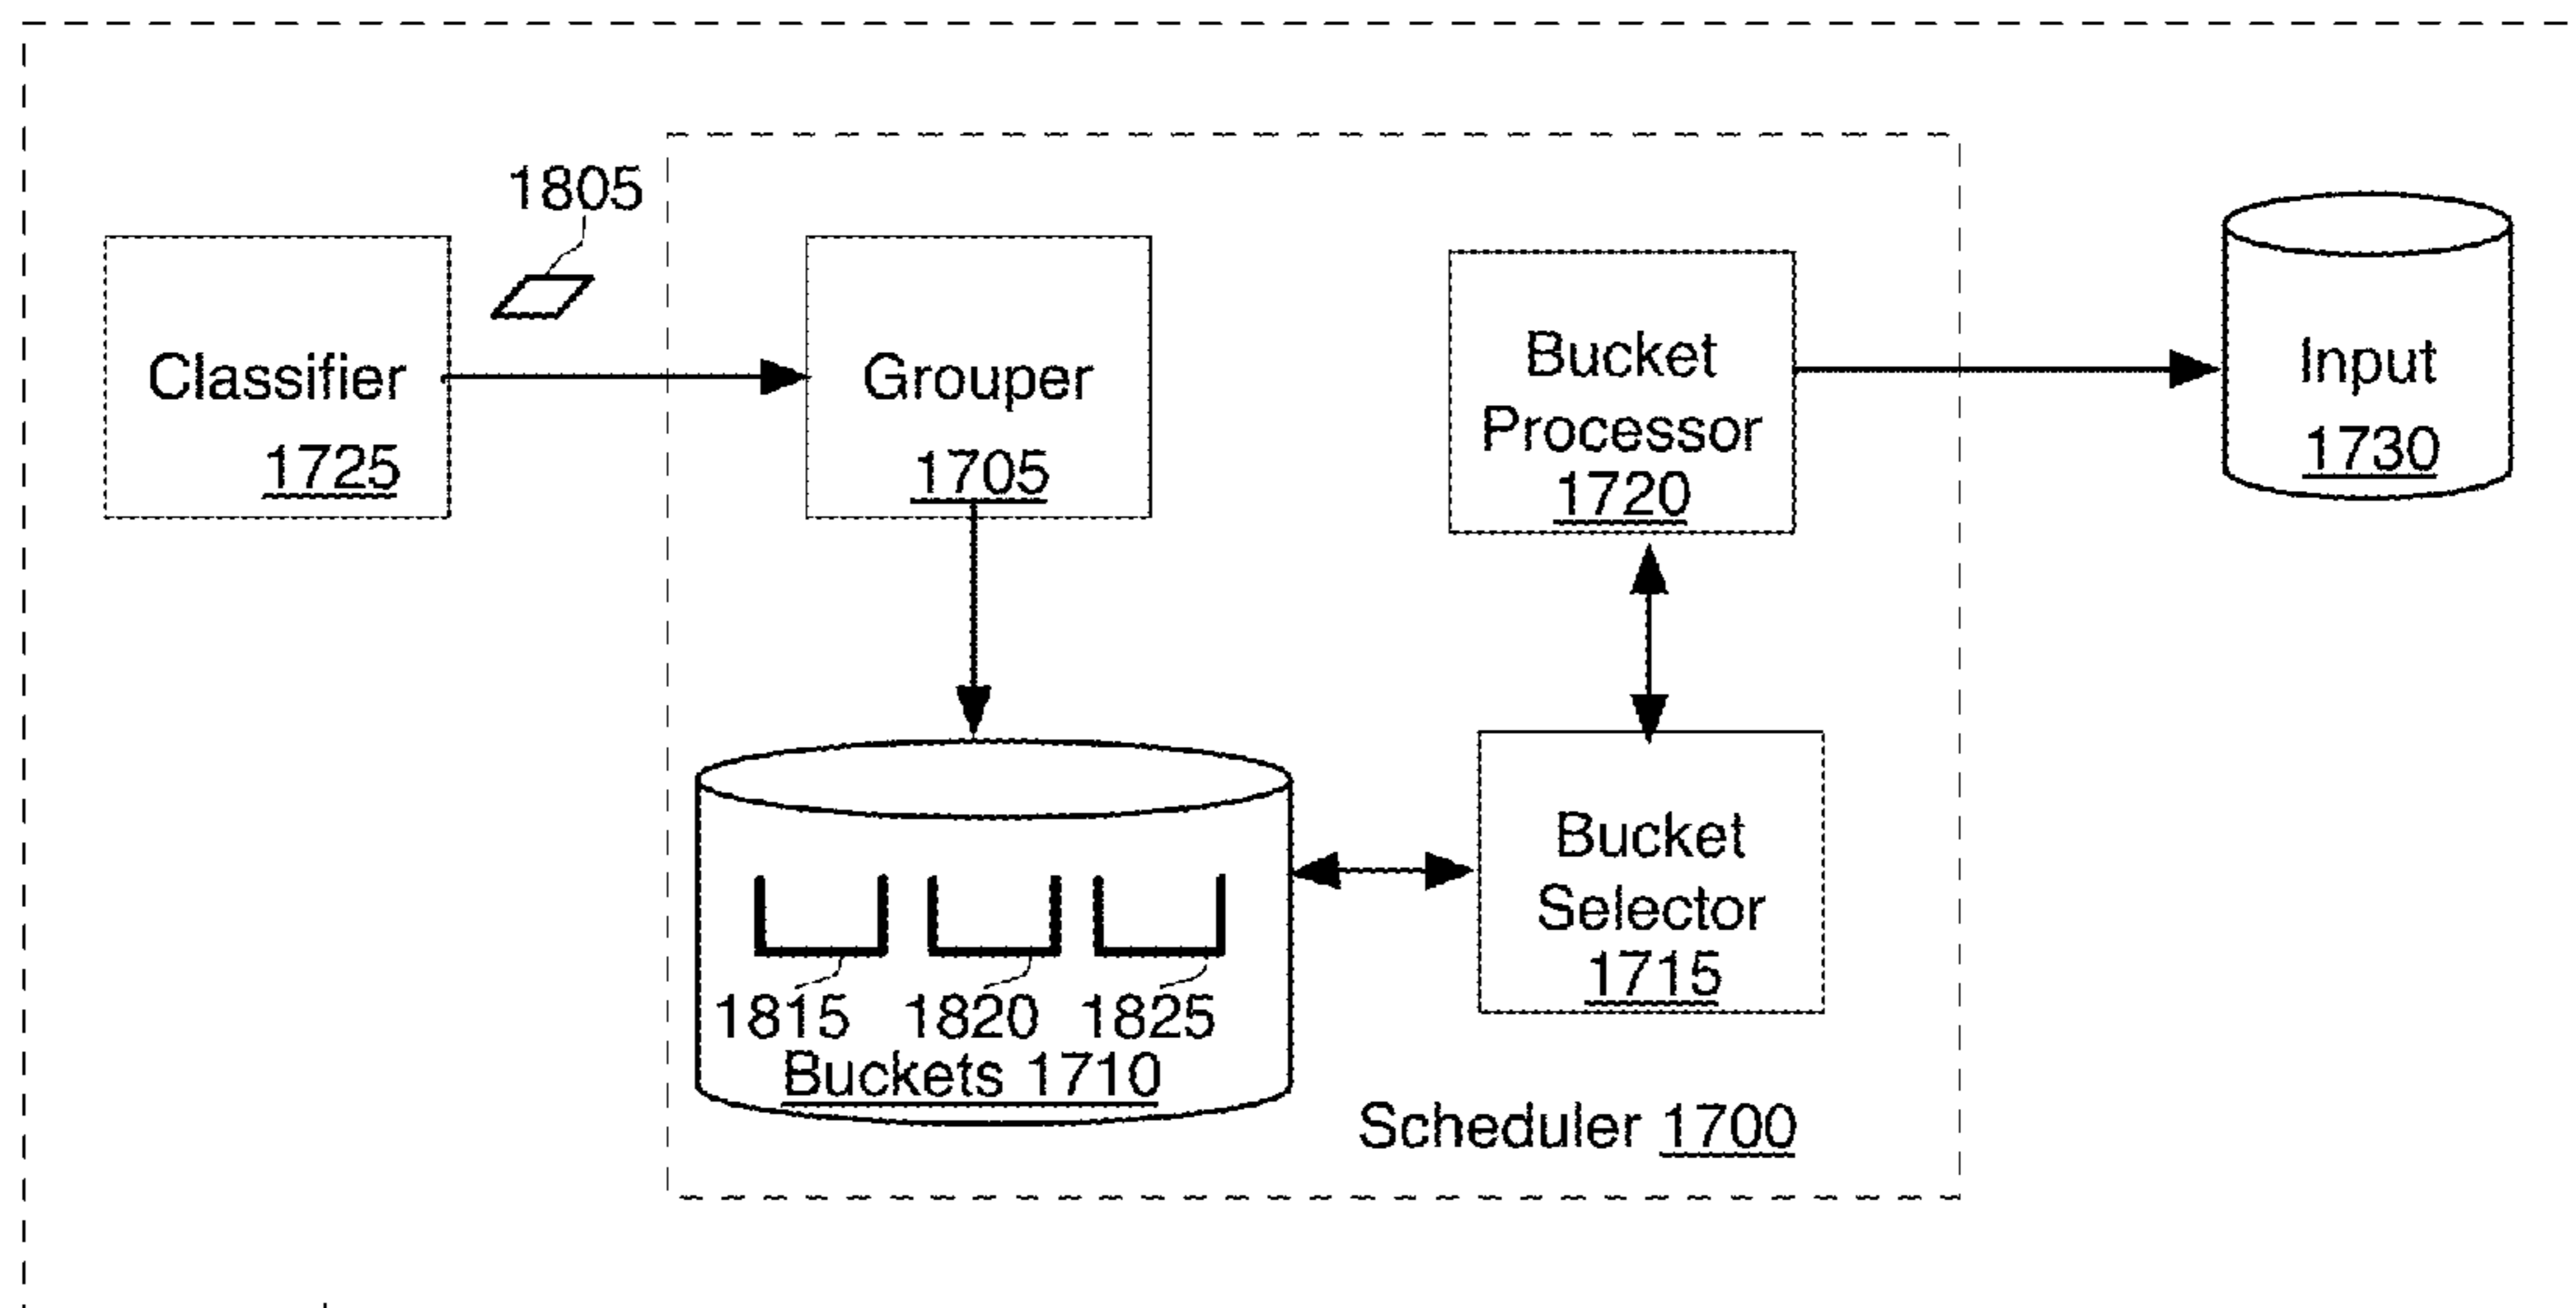 1805
Classifier
1725
Grouper
1705
Bucket
Processor
1720
Input
1730
1815 1820 1825
Buckets 1710
Bucket
Selector
1715
Scheduler 1700